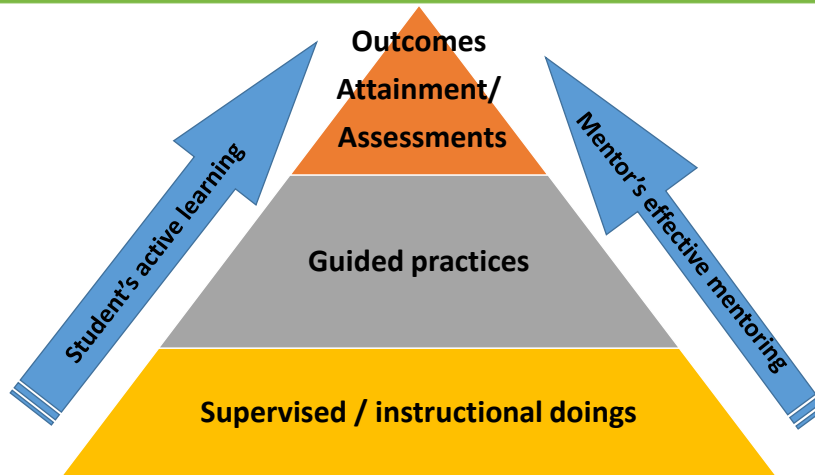 Outcomes
Attainment/
Assessments
Student's active learning
Mentor's effective mentoring
Guided practices
Supervised / instructional doings